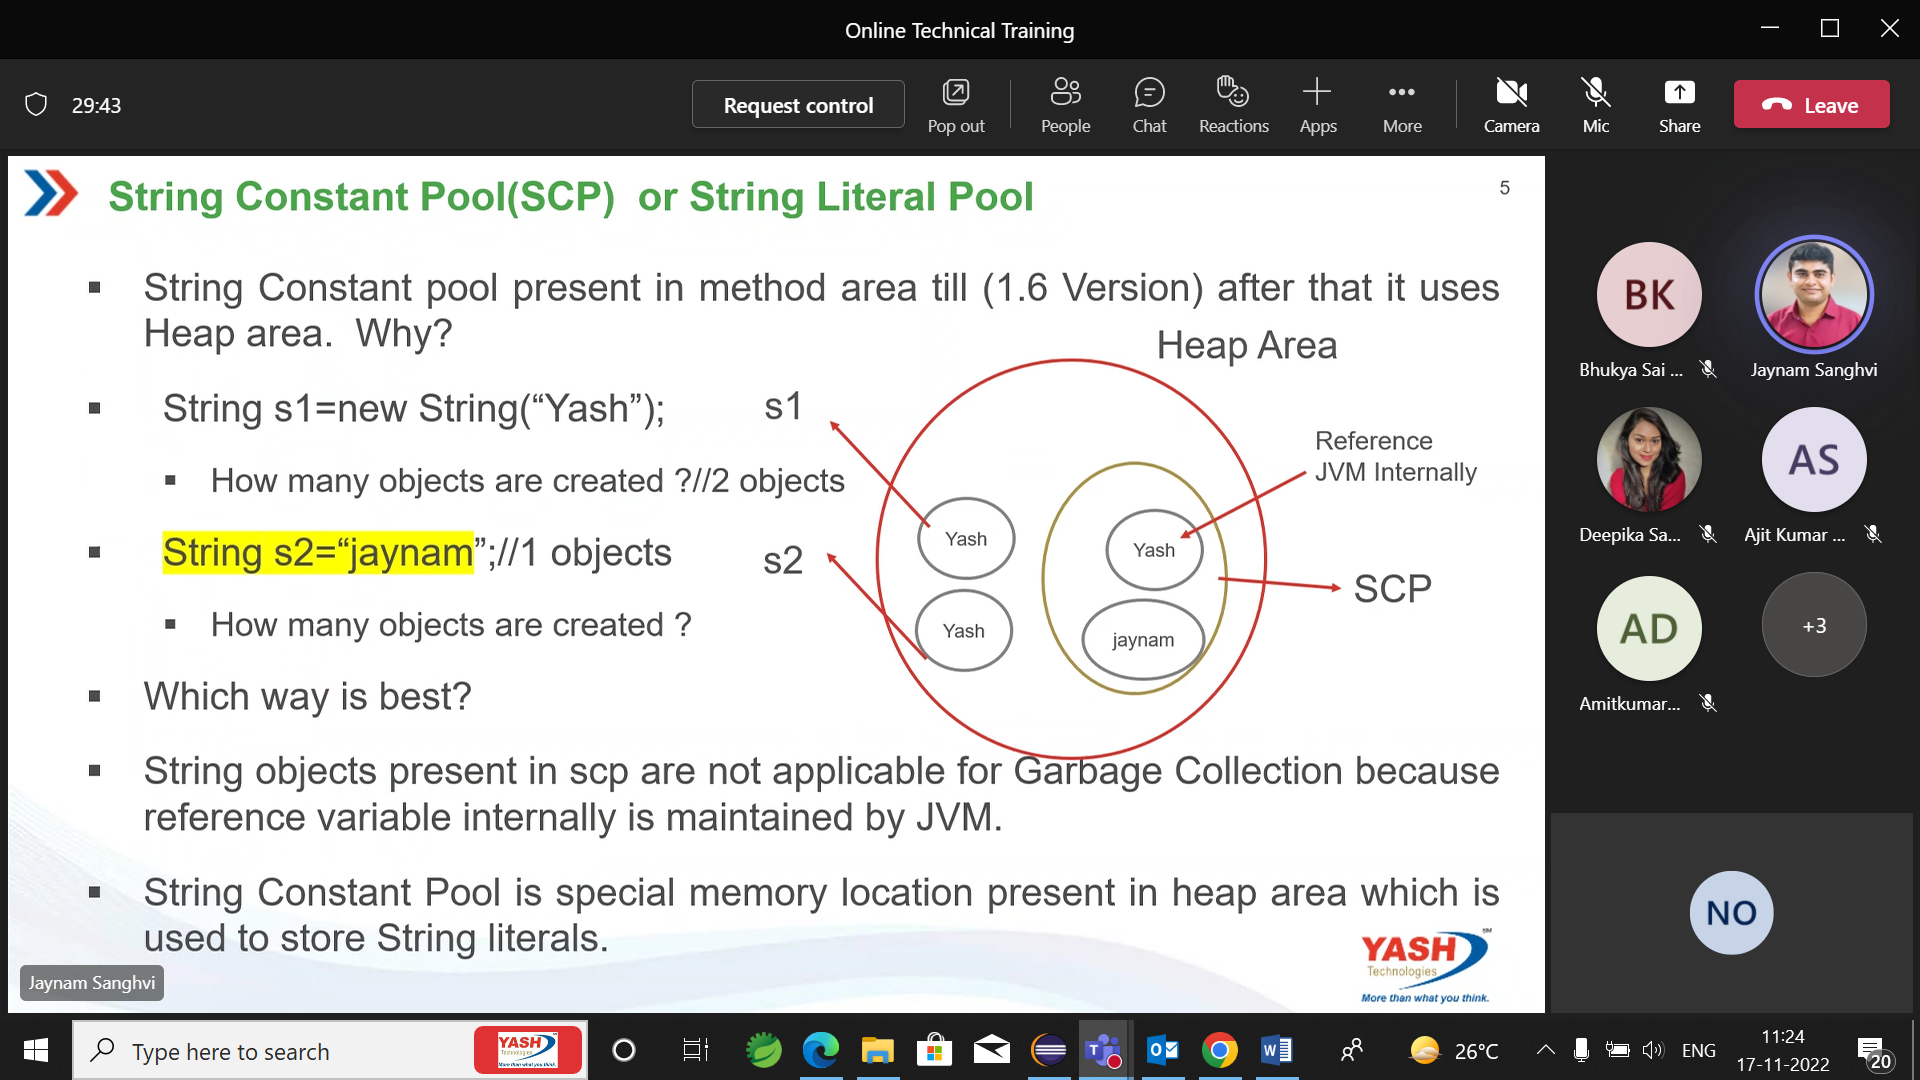 Online Technical Training
29:43
Request control
Pop out
People
Chat
Reactions
Apps
More
Camera
Mic
Share
Leave
String Constant Pool(SCP)  or String Literal Pool
5
String Constant pool present in method area till (1.6 Version) after that it uses
Heap area.  Why?
Heap Area
String s1=new String(“Yash”);
s1
Reference
JVM Internally
How many objects are created ?//2 objects
Yash
Yash
String s2=“jaynam”;//1 objects
s2
SCP
How many objects are created ?
Yash
jaynam
Which way is best?
String objects present in scp are not applicable for Garbage Collection because
reference variable internally is maintained by JVM.
String Constant Pool is special memory location present in heap area which is
used to store String literals.
YASH
Technologies
More than what you think.
Jaynam Sanghvi
BK
Bhukya Sai ...
Jaynam Sanghvi
Deepika Sa...
AS
Ajit Kumar ...
AD
Amitkumar...
+3
NO
Type here to search
YASH
Technologies
More than what you think.
26°C
ENG
11:24
17-11-2022
20